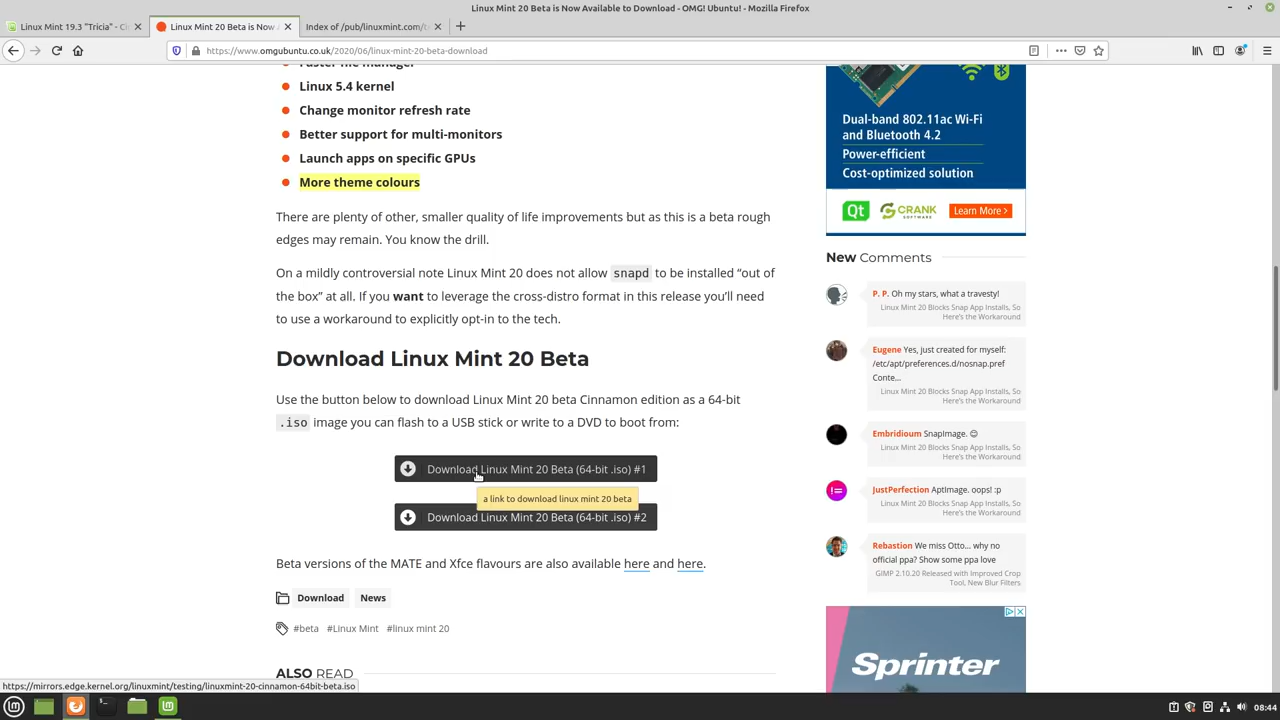 Linux Mint 20 Beta is Now Available to Download - OMG! Ubuntu! - Mozilla Firefox
Linux Mint 19.3 "Tricia" - Ci
Linux Mint 20 Beta is Now A
Index of /pub/linuxmint.com/t
https://www.omgubuntu.co.uk/2020/06/linux-mint-20-beta-download
Faster file manager
Linux 5.4 kernel
Change monitor refresh rate
Better support for multi-monitors
Launch apps on specific GPUs
More theme colours
There are plenty of other, smaller quality of life improvements but as this is a beta rough
edges may remain. You know the drill.
On a mildly controversial note Linux Mint 20 does not allow snapd to be installed “out of
the box” at all. If you want to leverage the cross-distro format in this release you’ll need
to use a workaround to explicitly opt-in to the tech.
Download Linux Mint 20 Beta
Use the button below to download Linux Mint 20 beta Cinnamon edition as a 64-bit
.iso image you can flash to a USB stick or write to a DVD to boot from:
Download Linux Mint 20 Beta (64-bit .iso) #1
a link to download linux mint 20 beta
Download Linux Mint 20 Beta (64-bit .iso) #2
Beta versions of the MATE and Xfce flavours are also available here and here.
Download News
#beta #Linux Mint #linux mint 20
ALSO READ
https://mirrors.edge.kernel.org/linuxmint/testing/linuxmint-20-cinnamon-64bit-beta.iso
Dual-band 802.11ac Wi-Fi
and Bluetooth 4.2
Power-efficient
Cost-optimized solution
Qt CRANK SOFTWARE Learn More >
New Comments
P. P. Oh my stars, what a travesty!
Linux Mint 20 Blocks Snap App Installs, So
Here's the Workaround
Eugene Yes, just created for myself:
/etc/apt/preferences.d/nosnap.pref
Conte...
Linux Mint 20 Blocks Snap App Installs, So
Here's the Workaround
Embridioum SnapImage. 😊
Linux Mint 20 Blocks Snap App Installs, So
Here's the Workaround
JustPerfection AptImage. oops! :p
Linux Mint 20 Blocks Snap App Installs, So
Here's the Workaround
Rebastion We miss Otto... why no
official ppa? Show some ppa love
GIMP 2.10.20 Released with Improved Crop
Tool, New Blur Filters
Sprinter
08:44